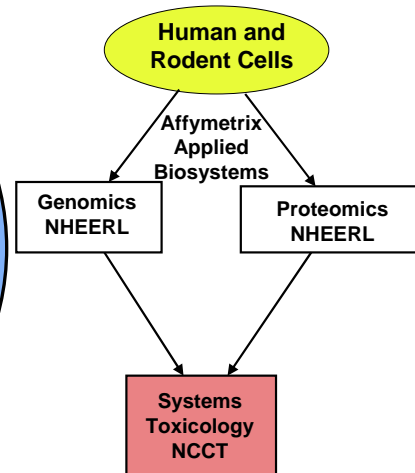 Human and
Rodent Cells
Affymetrix
Applied
Biosystems
Genomics
NHEERL
Proteomics
NHEERL
Systems
Toxicology
NCCT